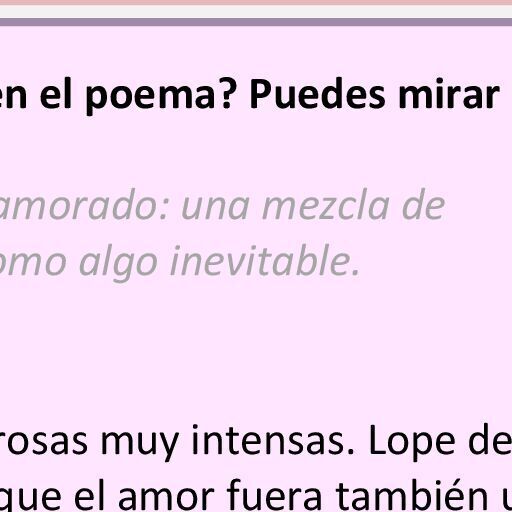 en el poema? Puedes mirar
amorado: una mezcla de
omo algo inevitable.
rosas muy intensas. Lope de
que el amor fuera también u